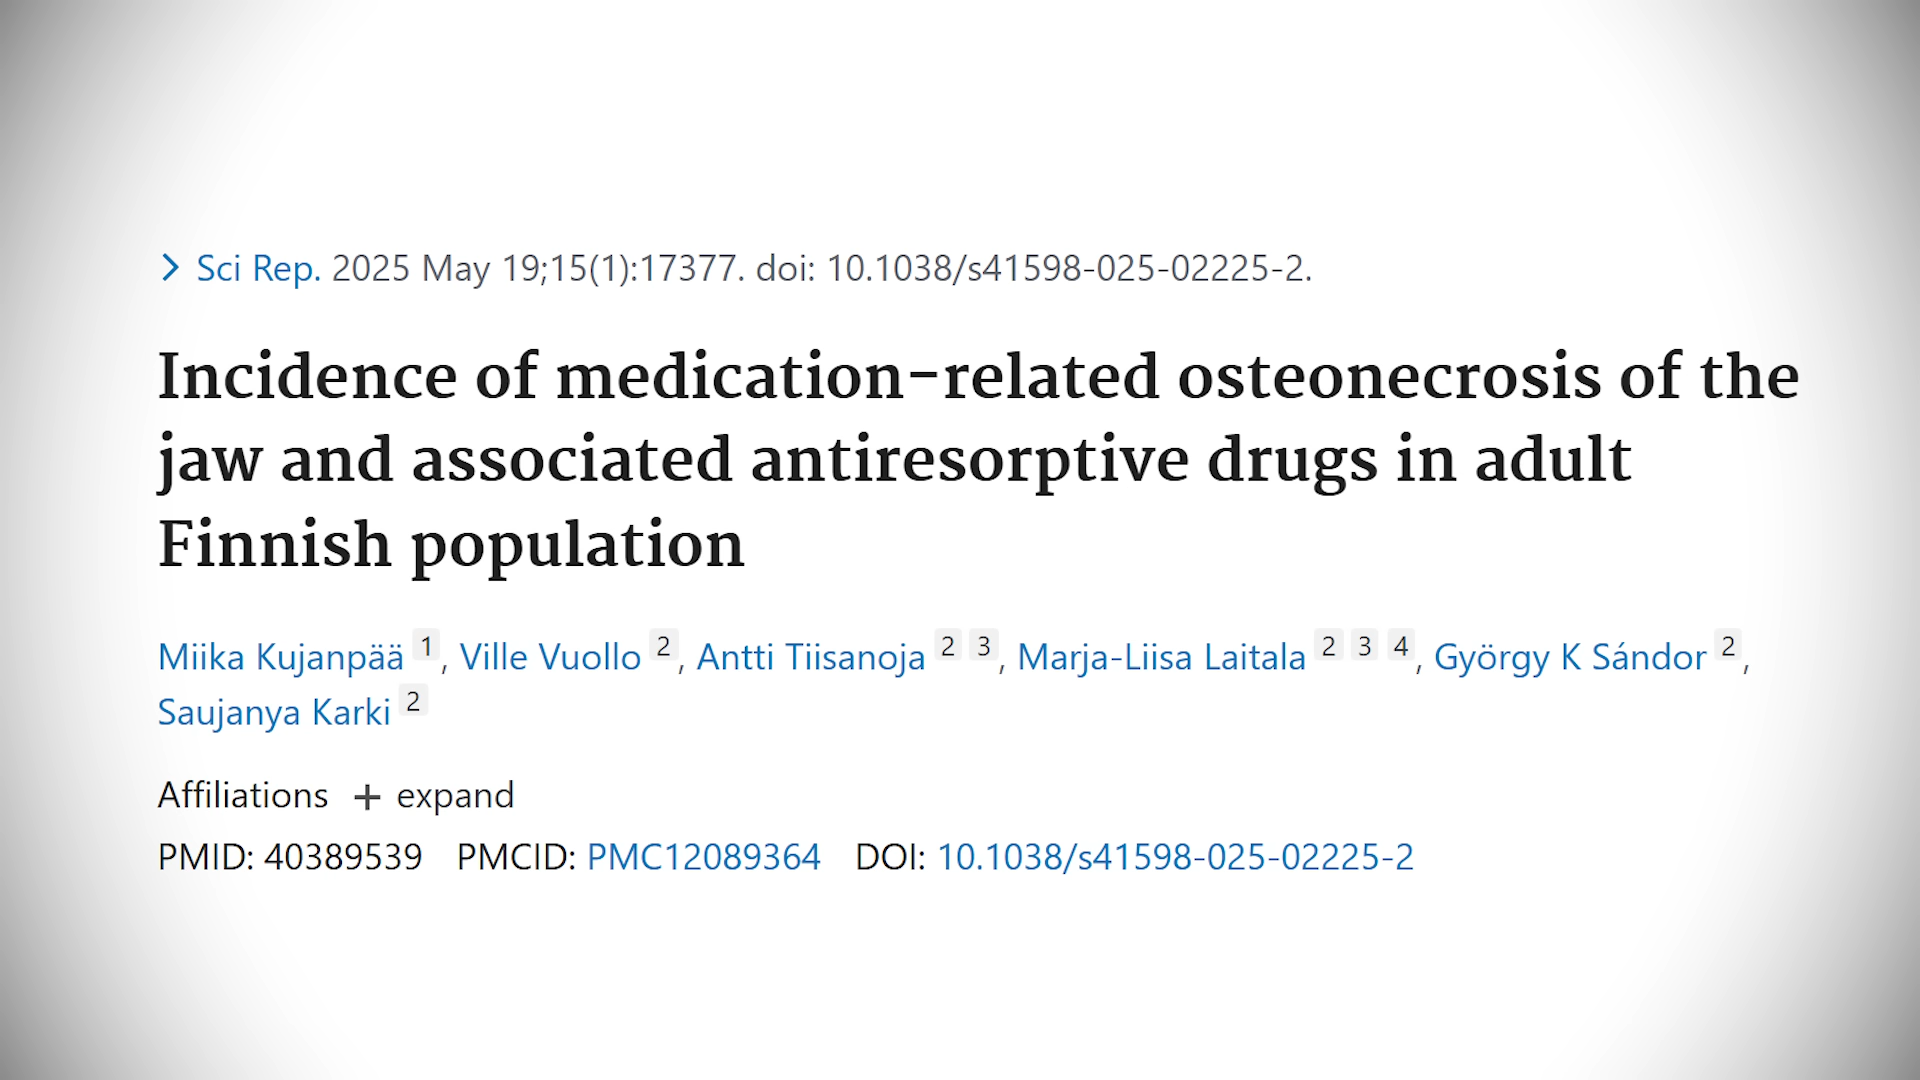 Sci Rep. 2025 May 19;15(1):17377. doi: 10.1038/s41598-025-02225-2.
Incidence of medication-related osteonecrosis of the
jaw and associated antiresorptive drugs in adult
Finnish population
Miika Kujanpää 1, Ville Vuollo 2, Antti Tiisanoja 2 3, Marja-Liisa Laitala 2 3 4, György K Sándor 2,
Saujanya Karki 2
Affiliations + expand
PMID: 40389539 PMCID: PMC12089364 DOI: 10.1038/s41598-025-02225-2